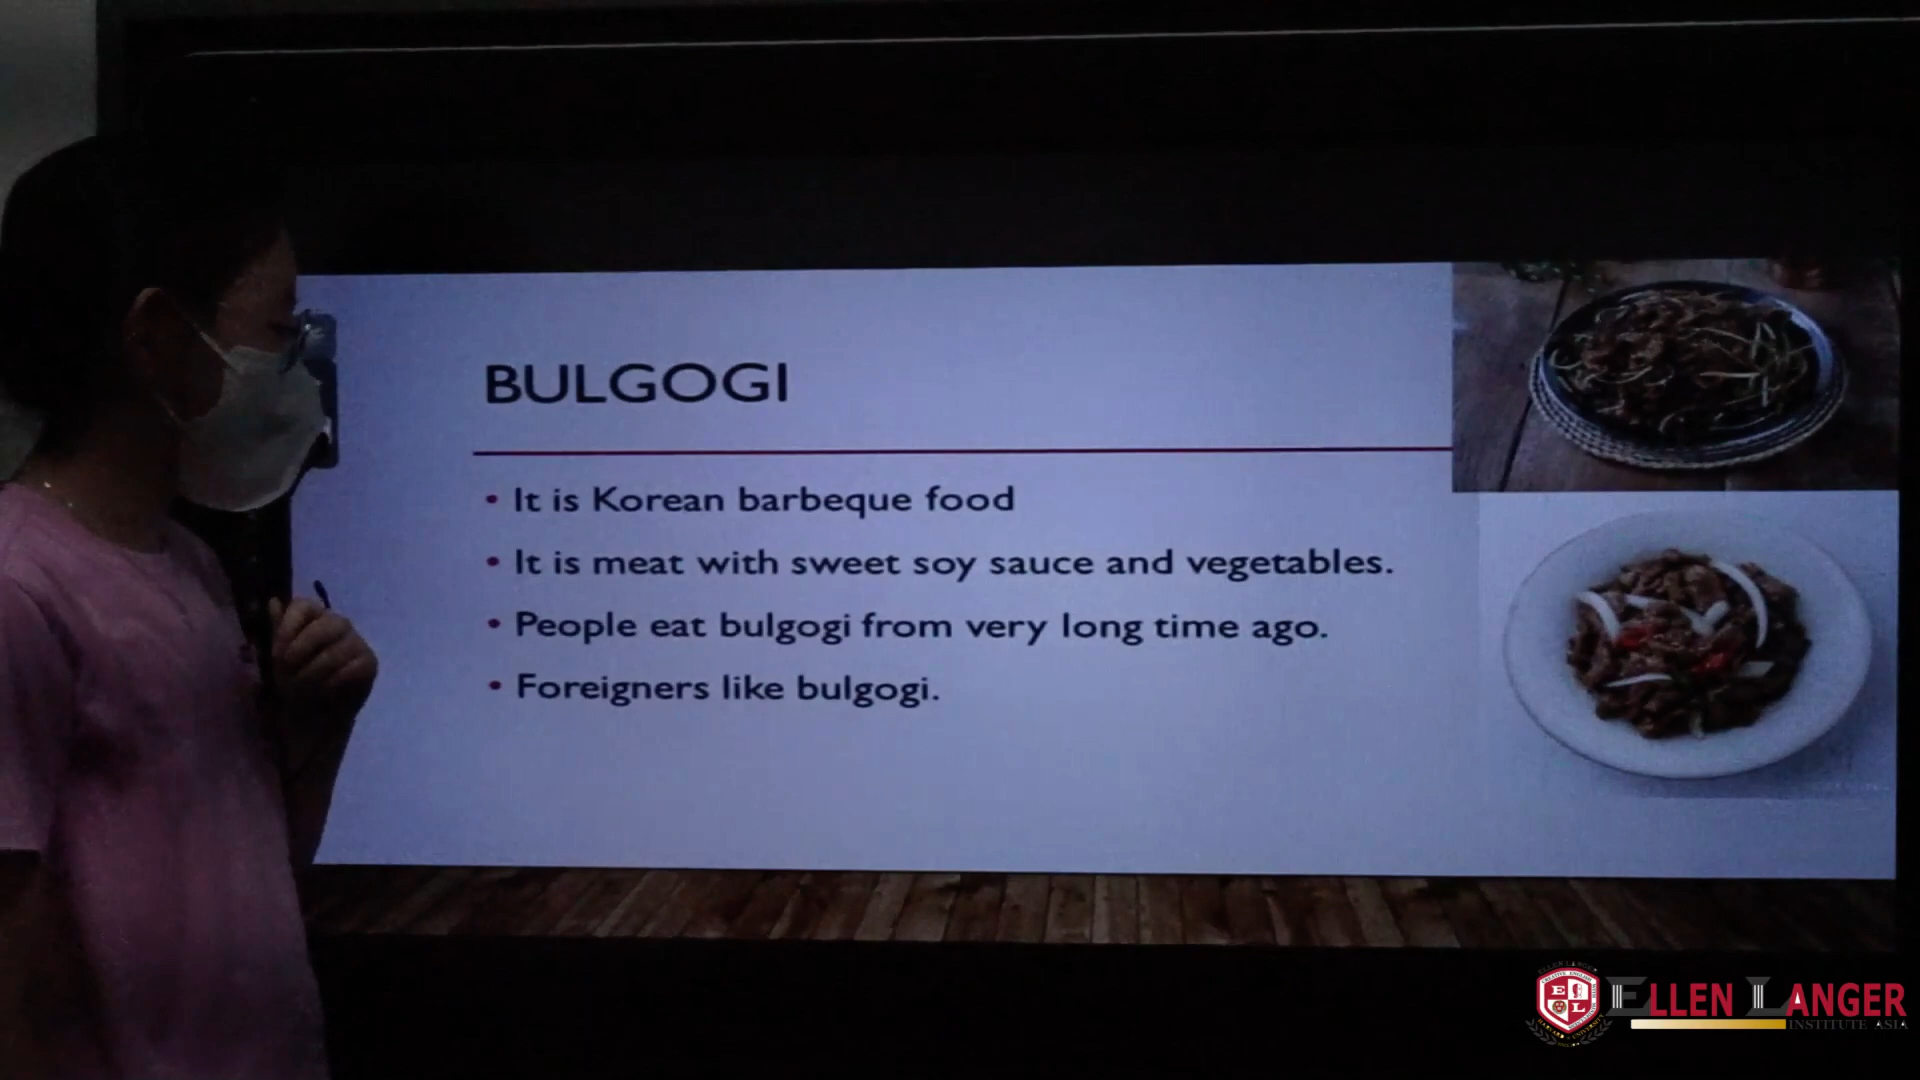 BULGOGI
• It is Korean barbeque food
• It is meat with sweet soy sauce and vegetables.
• People eat bulgogi from very long time ago.
• Foreigners like bulgogi.
ELLEN LANGER
INSTITUTE ASIA